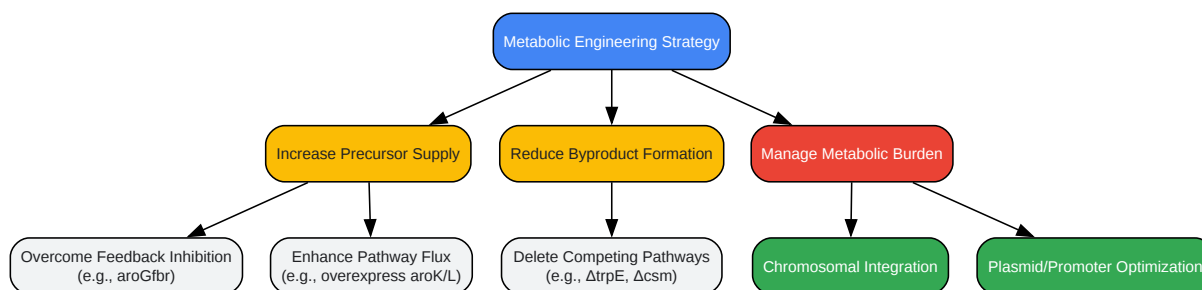 Metabolic Engineering Strategy
Increase Precursor Supply
Reduce Byproduct Formation
Manage Metabolic Burden
Overcome Feedback Inhibition
(e.g., aroGfbr)
Enhance Pathway Flux
(e.g., overexpress aroK/L)
Delete Competing Pathways
(e.g., ΔtrpE, Δcsm)
Chromosomal Integration
Plasmid/Promoter Optimization